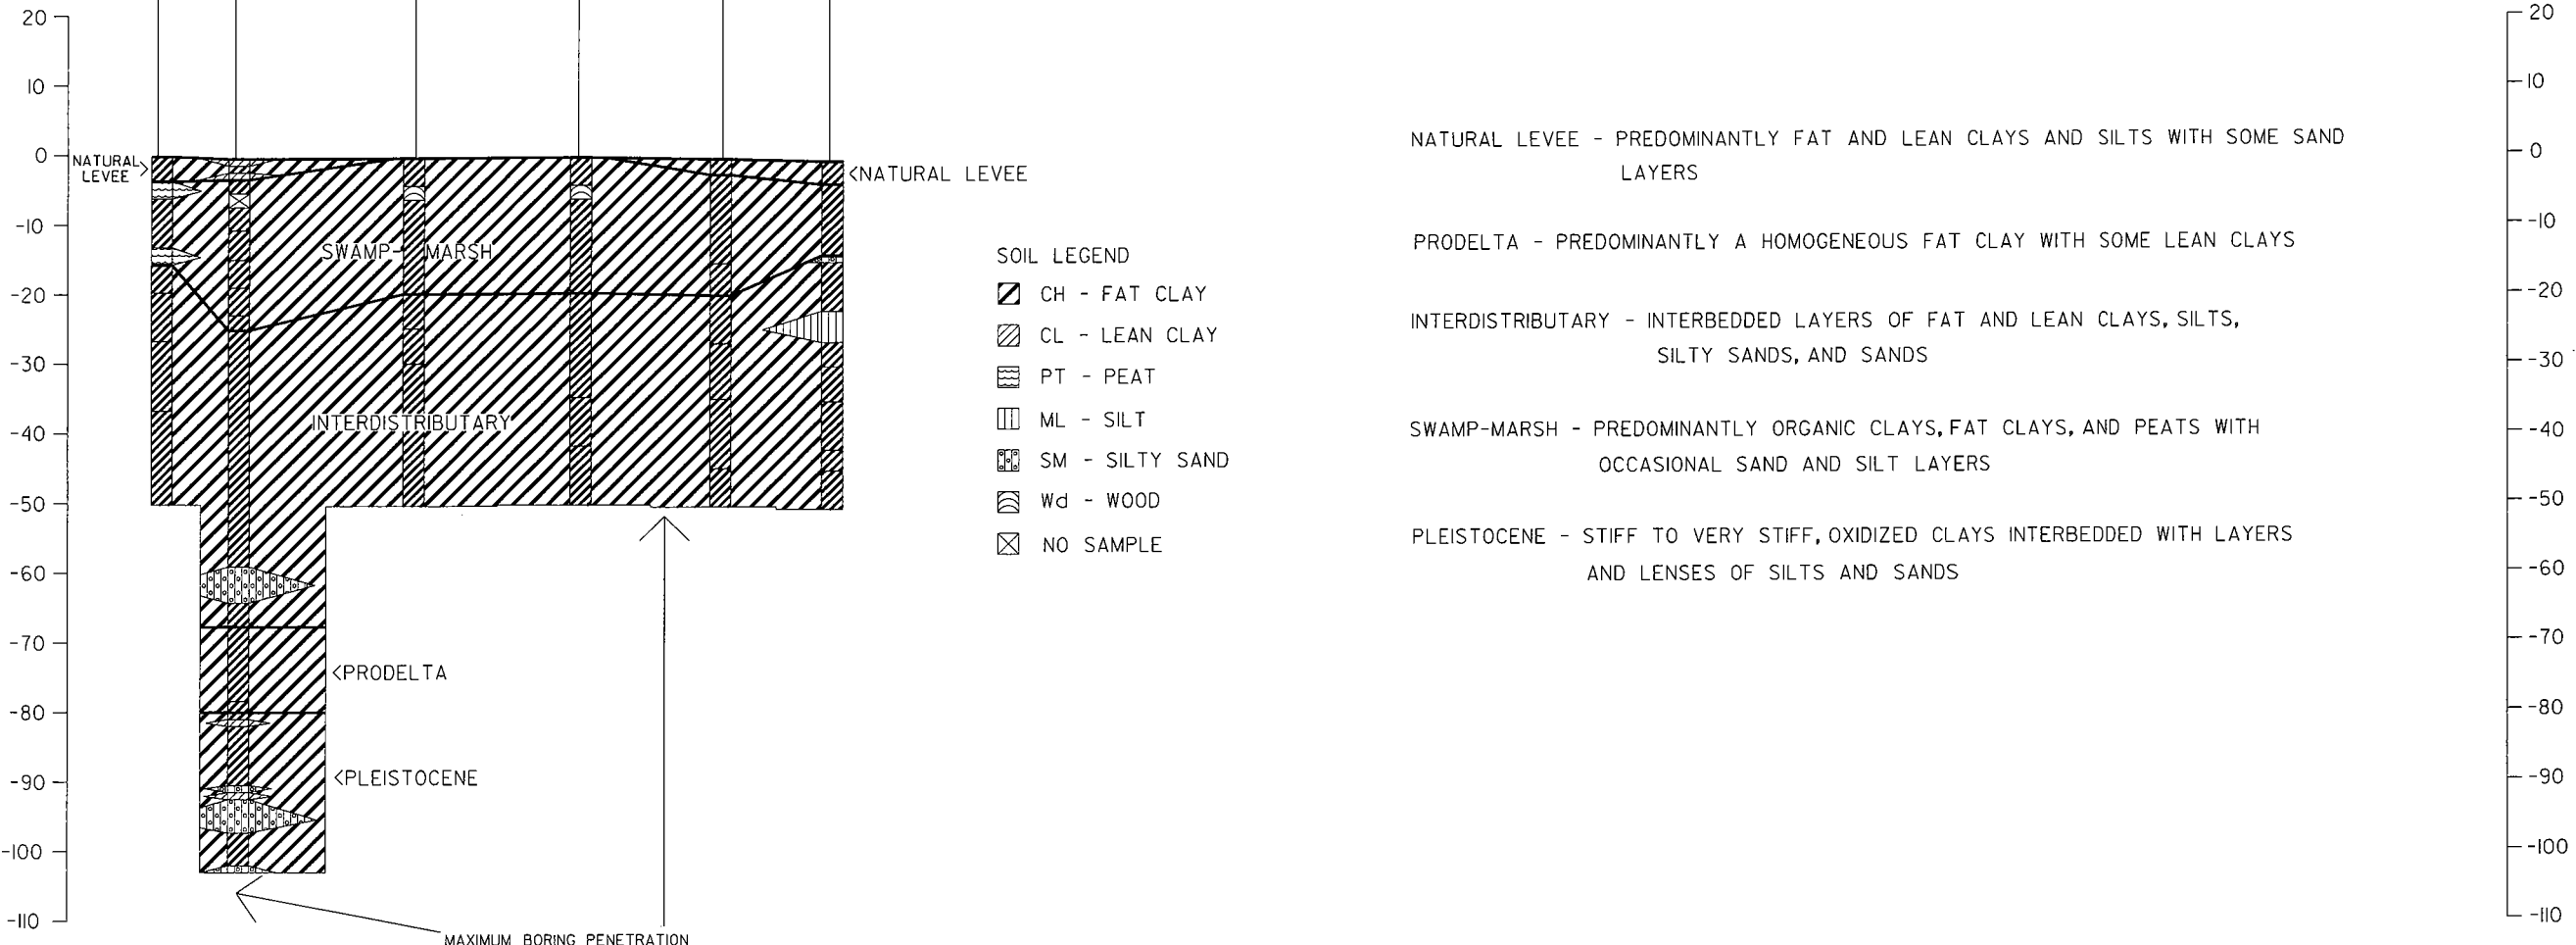 20
10
0
-10
-20
-30
-40
-50
-60
-70
-80
-90
-100
-110
NATURAL
LEVEE
SWAMP- MARSH
INTERDISTRIBUTARY
<NATURAL LEVEE
<PRODELTA
<PLEISTOCENE
MAXIMUM BORING PENETRATION
SOIL LEGEND
CH - FAT CLAY
CL - LEAN CLAY
PT - PEAT
ML - SILT
SM - SILTY SAND
Wd - WOOD
NO SAMPLE
NATURAL LEVEE - PREDOMINANTLY FAT AND LEAN CLAYS AND SILTS WITH SOME SAND
LAYERS
PRODELTA - PREDOMINANTLY A HOMOGENEOUS FAT CLAY WITH SOME LEAN CLAYS
INTERDISTRIBUTARY - INTERBEDDED LAYERS OF FAT AND LEAN CLAYS, SILTS,
SILTY SANDS, AND SANDS
SWAMP-MARSH - PREDOMINANTLY ORGANIC CLAYS, FAT CLAYS, AND PEATS WITH
OCCASIONAL SAND AND SILT LAYERS
PLEISTOCENE - STIFF TO VERY STIFF, OXIDIZED CLAYS INTERBEDDED WITH LAYERS
AND LENSES OF SILTS AND SANDS
20
10
0
-10
-20
-30
-40
-50
-60
-70
-80
-90
-100
-110